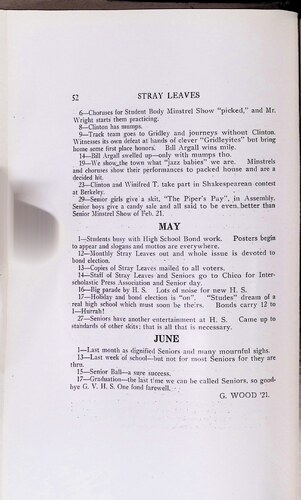 52 STRAY LEAVES
6—Choruses for Student Body Minstrel Show "picked," and Mr.
Wright starts them practicing.
8—Clinton has mumps.
9—Track team goes to Gridley and journeys without Clinton.
Witnesses its own defeat at hands of clever "Gridleyites" but bring
home some first place honors. Bill Argall wins mile.
14—Bill Argall swelled up—only with mumps tho.
19—We show the town what "jazz babies" we are. Minstrels
and choruses show their performances to packed house and are a
decided hit.
23—Clinton and Winifred T. take part in Shakespearean contest
at Berkeley.
29—Senior girls give a skit, "The Piper's Pay", in Assembly.
Senior boys give a candy sale and all said to be even better than
Senior Minstrel Show of Feb. 21.
MAY
1—Students busy with High School Bond work. Posters begin
to appear and slogans and notices are everywhere.
12—Monthly Stray Leaves out and whole issue is devoted to
bond election.
13—Copies of Stray Leaves mailed to all voters.
14—Staff of Stray Leaves and Seniors go to Chico for Inter-
scholastic Press Association and Senior day.
16—Big parade by H. S. Lots of noise for new H. S.
17—Holiday and bond election is "on". "Studes" dream of a
real high school which must soon be theirs. Bonds carry 12 to
1—Hurrah!
27—Seniors have another entertainment at H. S. Came up to
standards of other skits; that is all that is necessary.
JUNE
1—Last month as dignified Seniors and many mournful sighs.
13—Last week of school—but not for most Seniors for they are
thru.
15—Senior Ball—a sure success.
17—Graduation—the last time we can be called Seniors, so good-
bye G. V. H. S. One fond farewell.
G. WOOD '21.